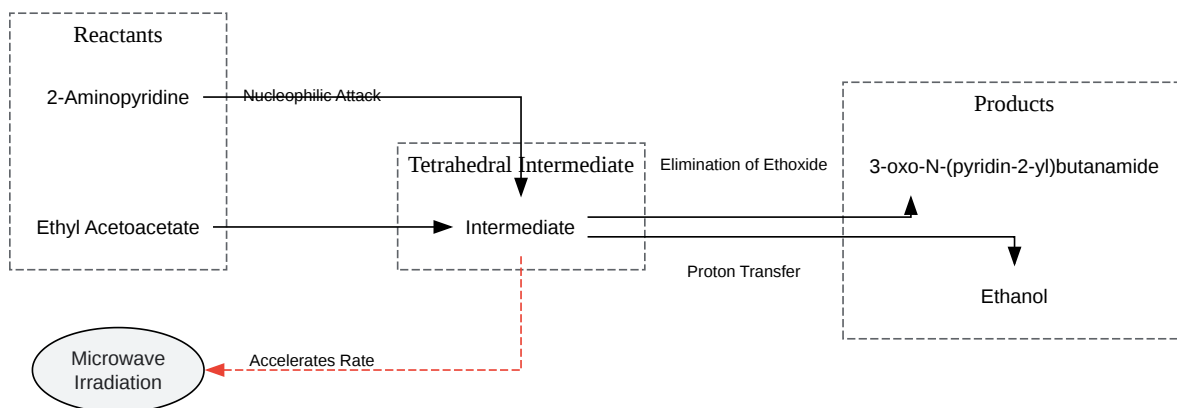 Reactants
2-Aminopyridine
Nucleophilic Attack
Products
Tetrahedral Intermediate
Elimination of Ethoxide
3-oxo-N-(pyridin-2-yl)butanamide
Ethyl Acetoacetate
Intermediate
Proton Transfer
Ethanol
Microwave
Irradiation
Accelerates Rate